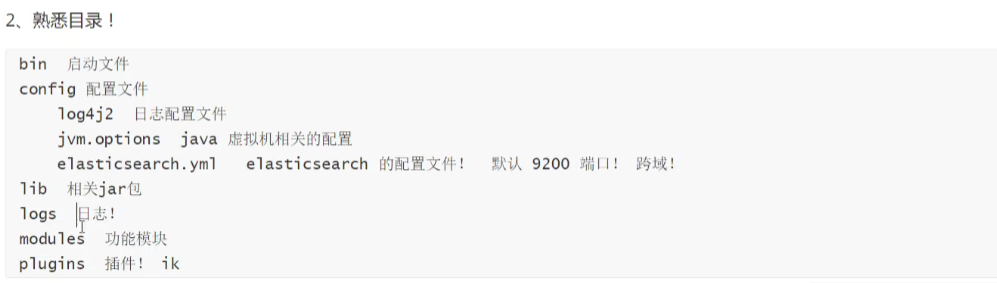 2、熟悉目录！
bin 启动文件
config 配置文件
log4j2 日志配置文件
jvm.options java 虚拟机相关的配置
elasticsearch.yml elasticsearch 的配置文件！ 默认 9200 端口！ 跨域！
lib 相关jar包
logs 日志！
modules 功能模块
plugins 插件！ ik